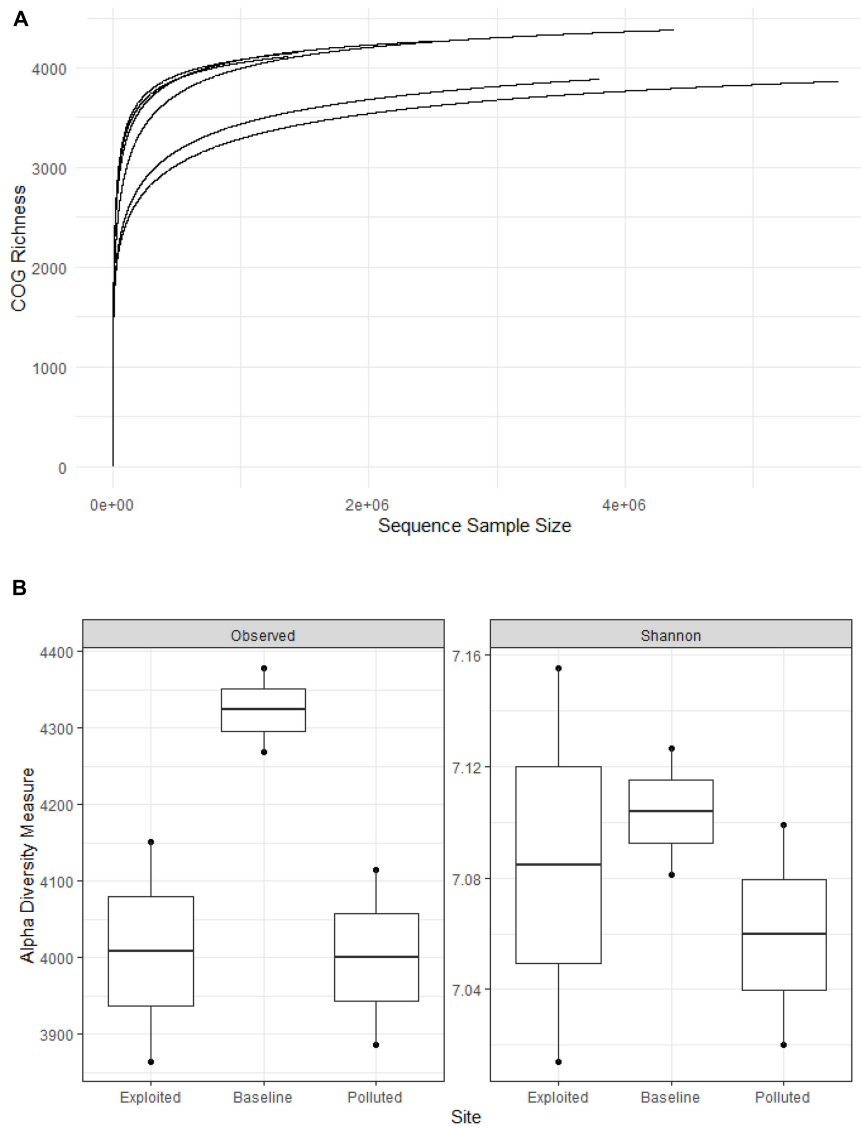 A
4000
3000
2000
1000
0
COG Richness
0e+00 2e+06 4e+06
Sequence Sample Size
B
Observed Shannon
4400
4300
4200
4100
4000
3900
Alpha Diversity Measure
7.16
7.12
7.08
7.04
Exploited Baseline Polluted Exploited Baseline Polluted
Site